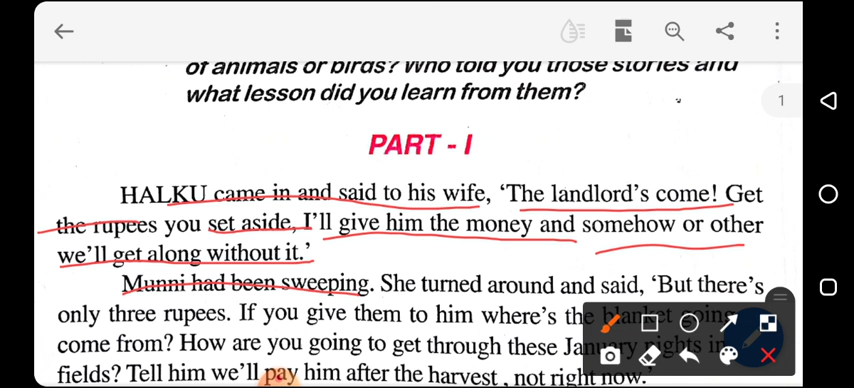 of animals or birds? Who told you those stories and
what lesson did you learn from them?
1
PART - I
HALKU came in and said to his wife, ‘The landlord’s come! Get
the rupees you set aside, I’ll give him the money and somehow or other
we’ll get along without it.’
Munni had been sweeping. She turned around and said, ‘But there’s
only three rupees. If you give them to him where’s the blanket going
come from? How are you going to get through these January nights in
fields? Tell him we’ll pay him after the harvest, not right now.’